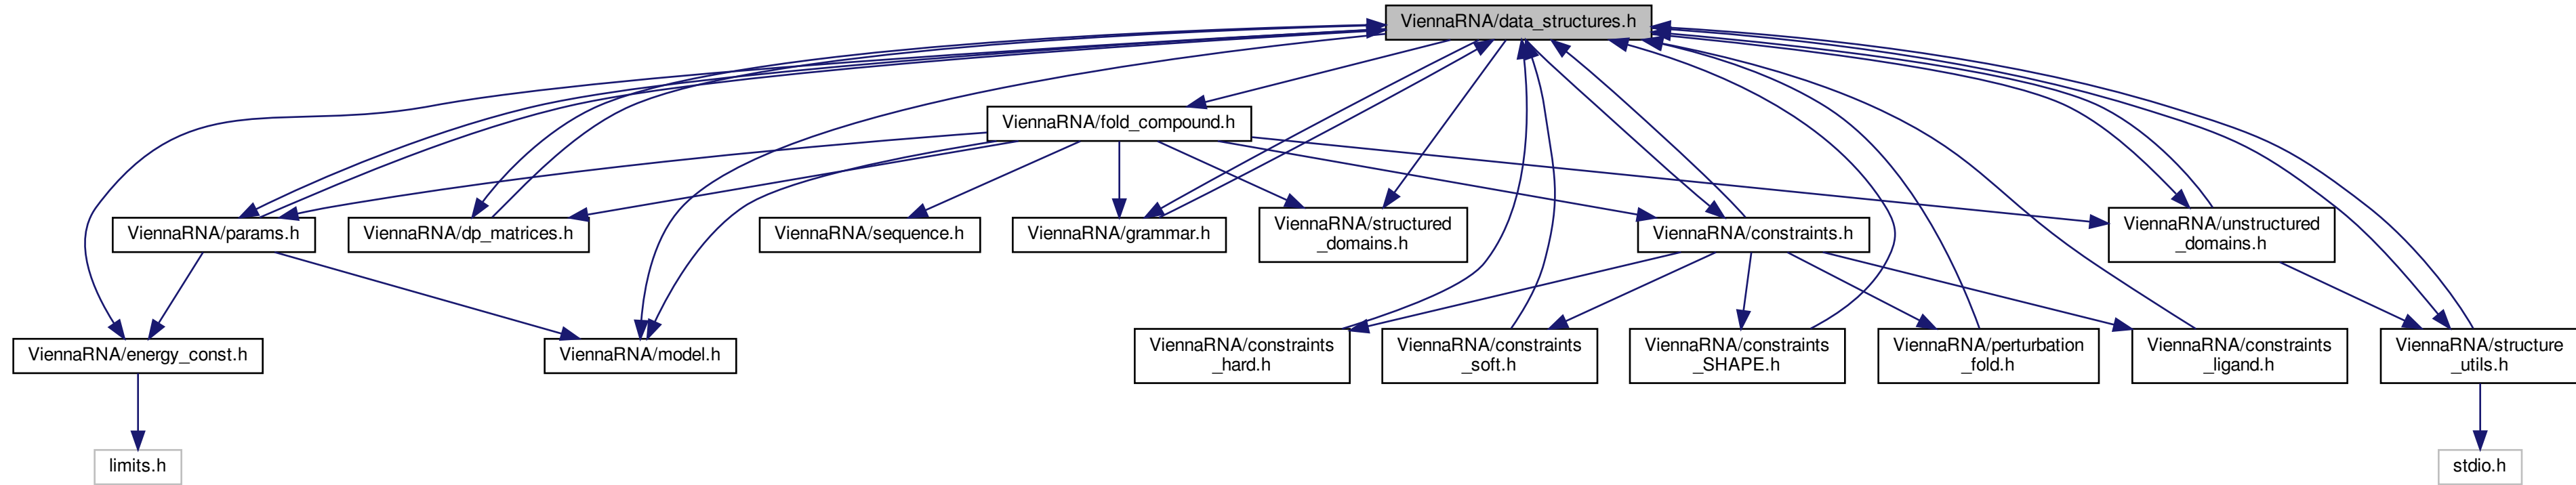 ViennaRNA/data_structures.h
ViennaRNA/fold_compound.h
ViennaRNA/params.h
ViennaRNA/dp_matrices.h
ViennaRNA/sequence.h
ViennaRNA/grammar.h
ViennaRNA/structured
_domains.h
ViennaRNA/constraints.h
ViennaRNA/unstructured
_domains.h
ViennaRNA/energy_const.h
ViennaRNA/model.h
ViennaRNA/constraints
_hard.h
ViennaRNA/constraints
_soft.h
ViennaRNA/constraints
_SHAPE.h
ViennaRNA/perturbation
_fold.h
ViennaRNA/constraints
_ligand.h
ViennaRNA/structure
_utils.h
limits.h
stdio.h